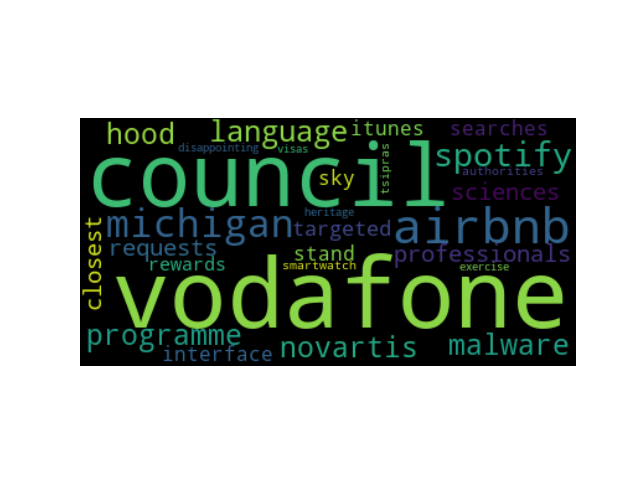 hood language itunes searches
disappointing visas
council sky tsipras spotify
authorities
sciences
heritage
closest michigan targeted airbnb
requests stand professionals
rewards smartwatch exercise
vodafone
programme novartis malware
interface